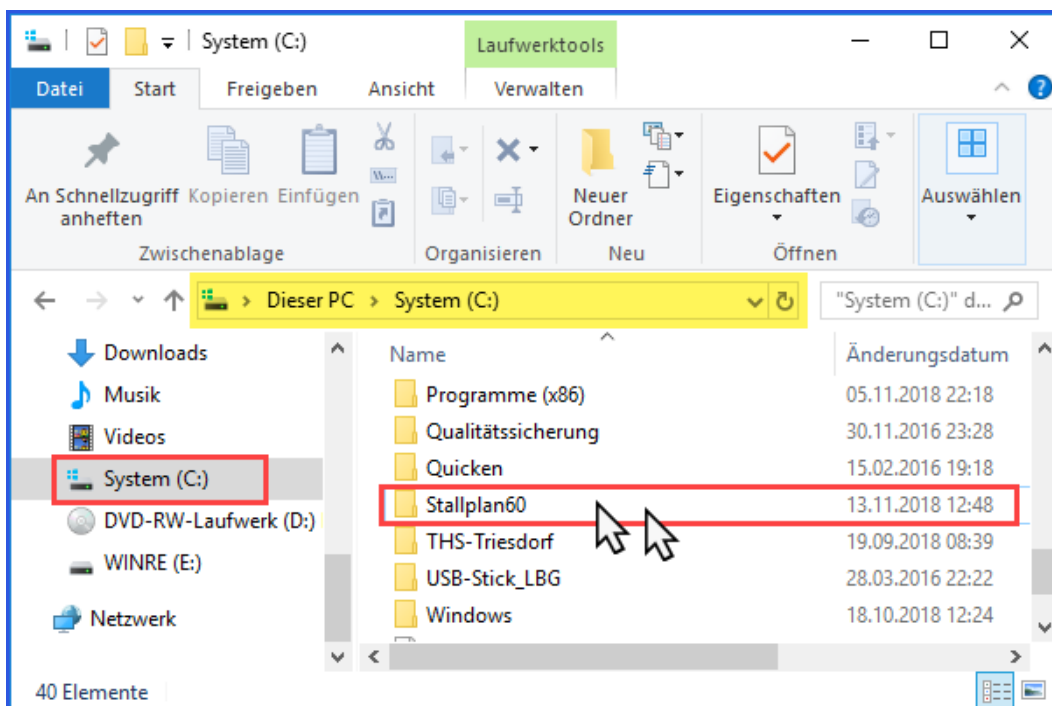 System (C:)
Laufwerktools
Datei Start Freigeben Ansicht Verwalten
An Schnellzugriff anheften
Kopieren
Einfügen
Neuer Ordner
Eigenschaften
Auswählen
Zwischenablage Organisieren Neu Öffnen
Dieser PC > System (C:)
"System (C:)" d...
Downloads
Musik
Videos
System (C:)
DVD-RW-Laufwerk (D:)
WINRE (E:)
Netzwerk
Name Änderungsdatum
Programme (x86) 05.11.2018 22:18
Qualitätssicherung 30.11.2016 23:28
Quicken 15.02.2016 19:18
Stallplan60 13.11.2018 12:48
THS-Triesdorf 19.09.2018 08:39
USB-Stick_LBG 28.03.2016 22:22
Windows 18.10.2018 12:24
40 Elemente